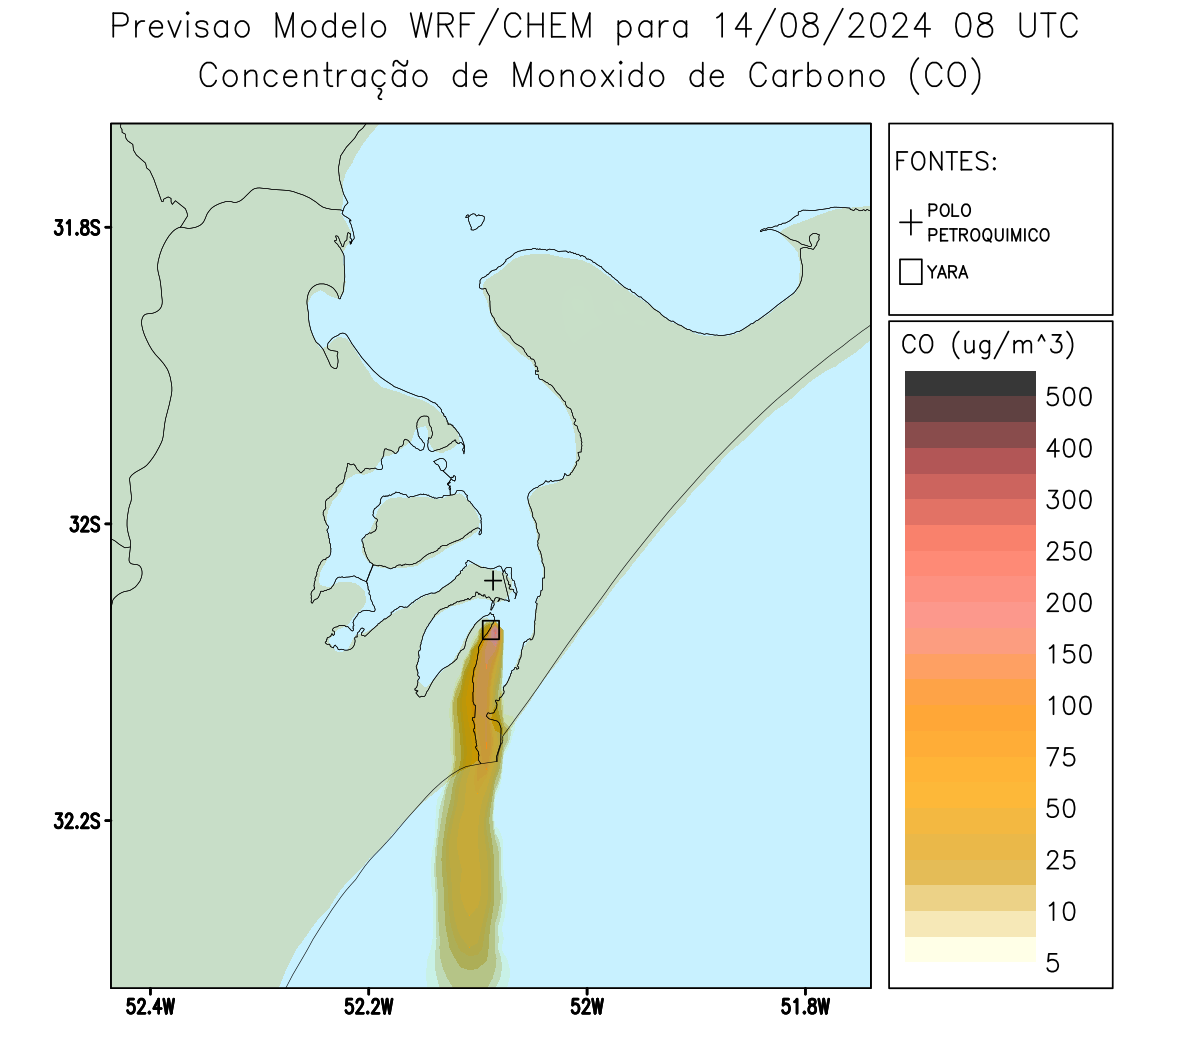 Previsao Modelo WRF/CHEM para 14/08/2024 08 UTC
Concentração de Monoxido de Carbono (CO)
FONTES:
POLO
PETROQUIMICO
YARA
CO (ug/m^3)
500
400
300
250
200
150
100
75
50
25
10
5
31.8S
32S
32.2S
52.4W
52.2W
52W
51.8W